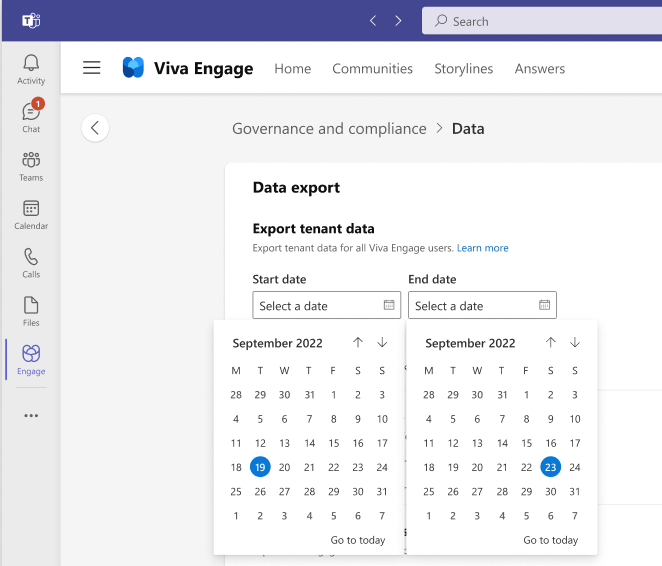 Search
Activity
1
Chat
Teams
Calendar
Calls
Files
Engage
Viva Engage Home Communities Storylines Answers
Governance and compliance > Data
Data export
Export tenant data
Export tenant data for all Viva Engage users. Learn more
Start date End date
Select a date Select a date
September 2022
M T W T F S S
28 29 30 31 1 2 3
4 5 6 7 8 9 10
11 12 13 14 15 16 17
18 19 20 21 22 23 24
25 26 27 28 29 30 31
1 2 3 4 5 6 7
Go to today
September 2022
M T W T F S S
28 29 30 31 1 2 3
4 5 6 7 8 9 10
11 12 13 14 15 16 17
18 19 20 21 22 23 24
25 26 27 28 29 30 31
1 2 3 4 5 6 7
Go to today